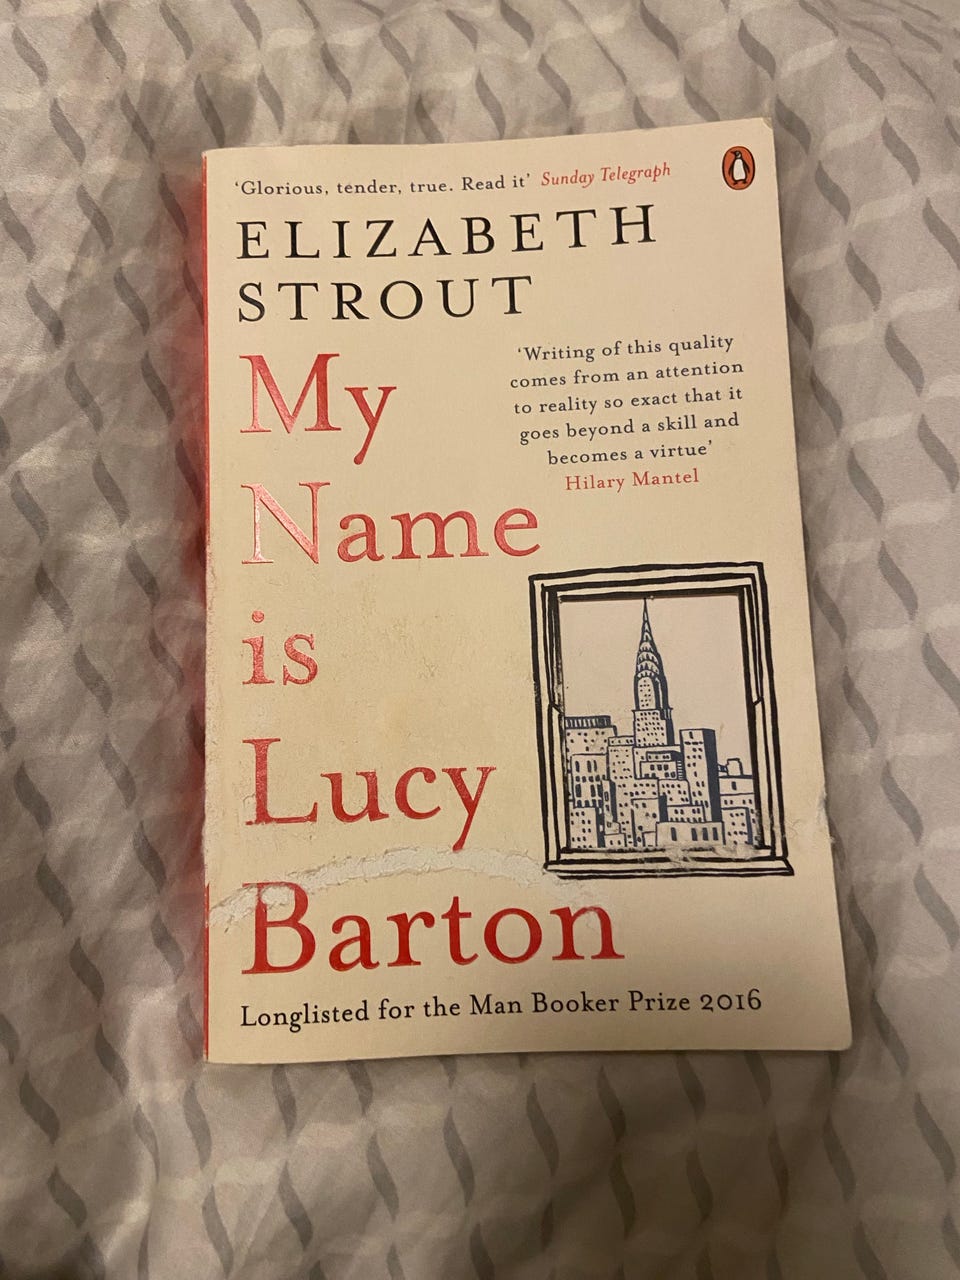 ‘Glorious, tender, true. Read it’ Sunday Telegraph
ELIZABETH
STROUT
My
Name
is
Lucy
Barton
‘Writing of this quality
comes from an attention
to reality so exact that it
goes beyond a skill and
becomes a virtue’
Hilary Mantel
Longlisted for the Man Booker Prize 2016